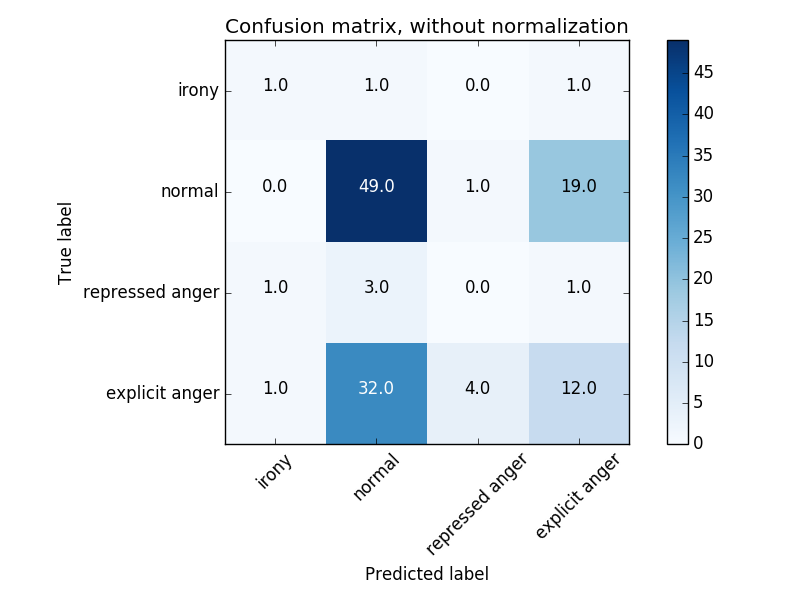 Confusion matrix, without normalization
True label
irony 1.0 1.0 0.0 1.0
normal 0.0 49.0 1.0 19.0
repressed anger 1.0 3.0 0.0 1.0
explicit anger 1.0 32.0 4.0 12.0
irony normal repressed anger explicit anger
Predicted label
45
40
35
30
25
20
15
10
5
0